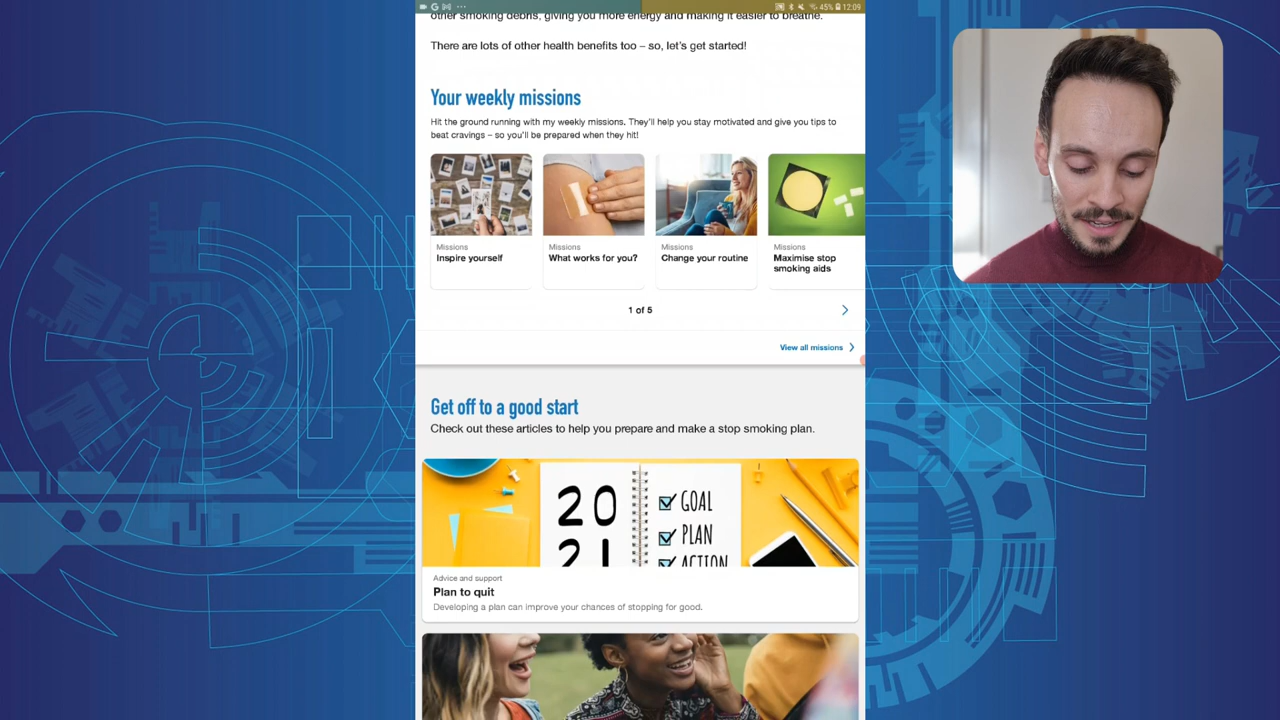 45% 12:09
other smoking debris, giving you more energy and making it easier to breathe.
There are lots of other health benefits too – so, let's get started!
Your weekly missions
Hit the ground running with my weekly missions. They'll help you stay motivated and give you tips to
beat cravings – so you'll be prepared when they hit!
Missions
Inspire yourself
Missions
What works for you?
Missions
Change your routine
Missions
Maximise stop
smoking aids
1 of 5
View all missions
Get off to a good start
Check out these articles to help you prepare and make a stop smoking plan.
20
21
GOAL
PLAN
ACTION
Advice and support
Plan to quit
Developing a plan can improve your chances of stopping for good.